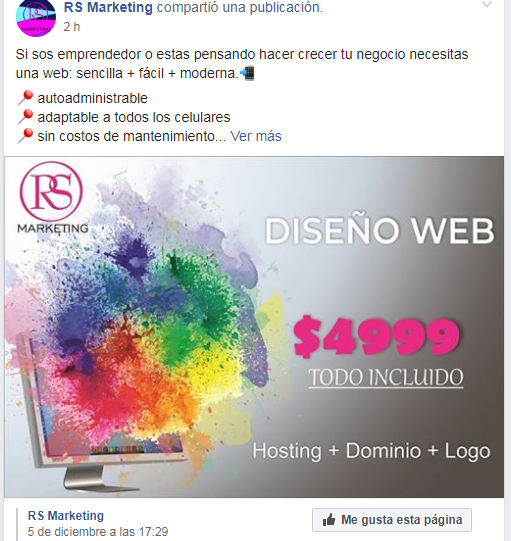 RS Marketing compartió una publicación.
2 h
Si sos emprendedor o estas pensando hacer crecer tu negocio necesitas
una web: sencilla + fácil + moderna.
autoadministrable
adaptable a todos los celulares
sin costos de mantenimiento... Ver más
RS
MARKETING
DISEÑO WEB
$4999
TODO INCLUIDO
Hosting + Dominio + Logo
RS Marketing
5 de diciembre a las 17:29
Me gusta esta página